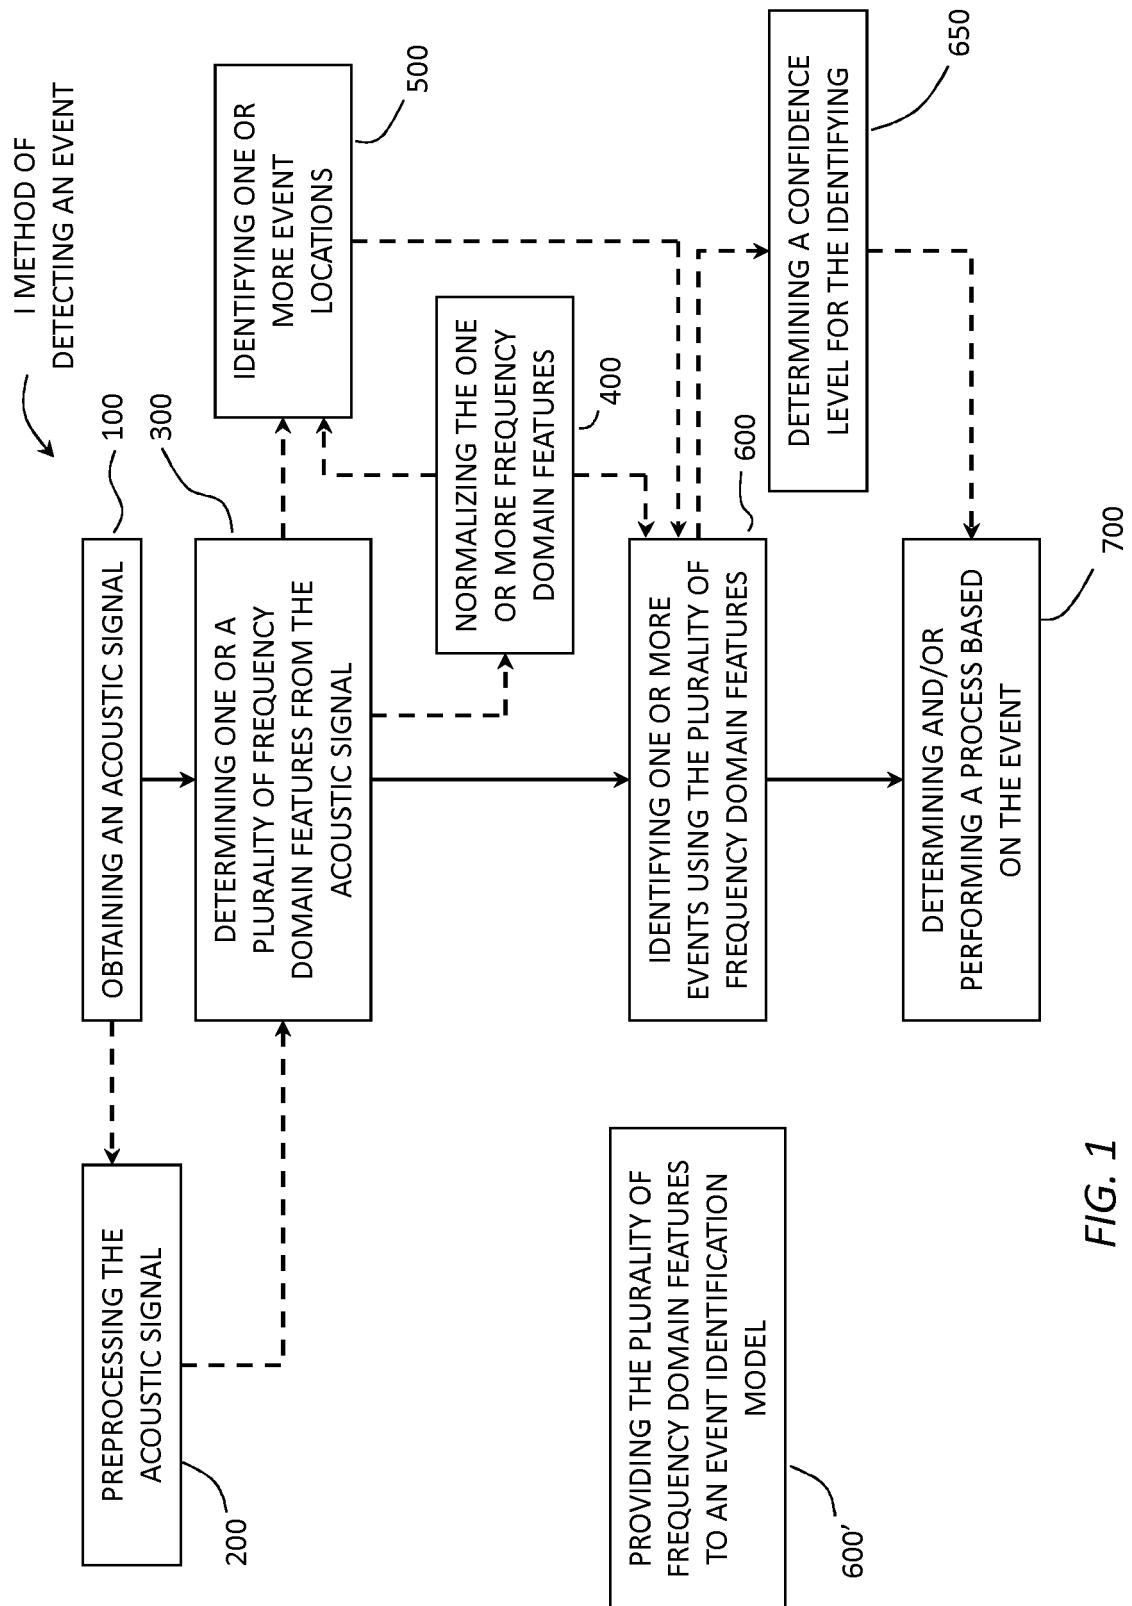 I METHOD OF
DETECTING AN EVENT
OBTAINING AN ACOUSTIC SIGNAL
100
PREPROCESSING THE
ACOUSTIC SIGNAL
200
DETERMINING ONE OR A
PLURALITY OF FREQUENCY
DOMAIN FEATURES FROM THE
ACOUSTIC SIGNAL
300
IDENTIFYING ONE OR
MORE EVENT
LOCATIONS
500
NORMALIZING THE ONE
OR MORE FREQUENCY
DOMAIN FEATURES
400
PROVIDING THE PLURALITY OF
FREQUENCY DOMAIN FEATURES
TO AN EVENT IDENTIFICATION
MODEL
600'
IDENTIFYING ONE OR MORE
EVENTS USING THE PLURALITY OF
FREQUENCY DOMAIN FEATURES
600
DETERMINING A CONFIDENCE
LEVEL FOR THE IDENTIFYING
650
DETERMINING AND/OR
PERFORMING A PROCESS BASED
ON THE EVENT
700
FIG. 1